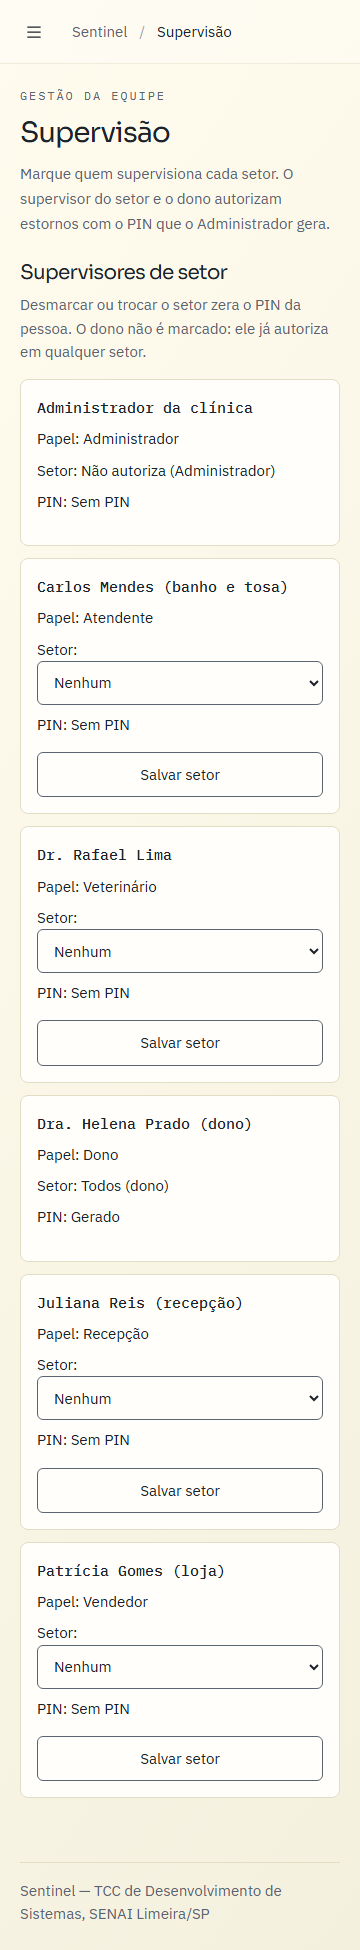 Sentinel / Supervisão
GESTÃO DA EQUIPE
Supervisão
Marque quem supervisiona cada setor. O
supervisor do setor e o dono autorizam
estornos com o PIN que o Administrador gera.
Supervisores de setor
Desmarcar ou trocar o setor zera o PIN da
pessoa. O dono não é marcado: ele já autoriza
em qualquer setor.
Administrador da clínica
Papel: Administrador
Setor: Não autoriza (Administrador)
PIN: Sem PIN
Carlos Mendes (banho e tosa)
Papel: Atendente
Setor:
Nenhum
PIN: Sem PIN
Salvar setor
Dr. Rafael Lima
Papel: Veterinário
Setor:
Nenhum
PIN: Sem PIN
Salvar setor
Dra. Helena Prado (dono)
Papel: Dono
Setor: Todos (dono)
PIN: Gerado
Juliana Reis (recepção)
Papel: Recepção
Setor:
Nenhum
PIN: Sem PIN
Salvar setor
Patrícia Gomes (loja)
Papel: Vendedor
Setor:
Nenhum
PIN: Sem PIN
Salvar setor
Sentinel — TCC de Desenvolvimento de
Sistemas, SENAI Limeira/SP